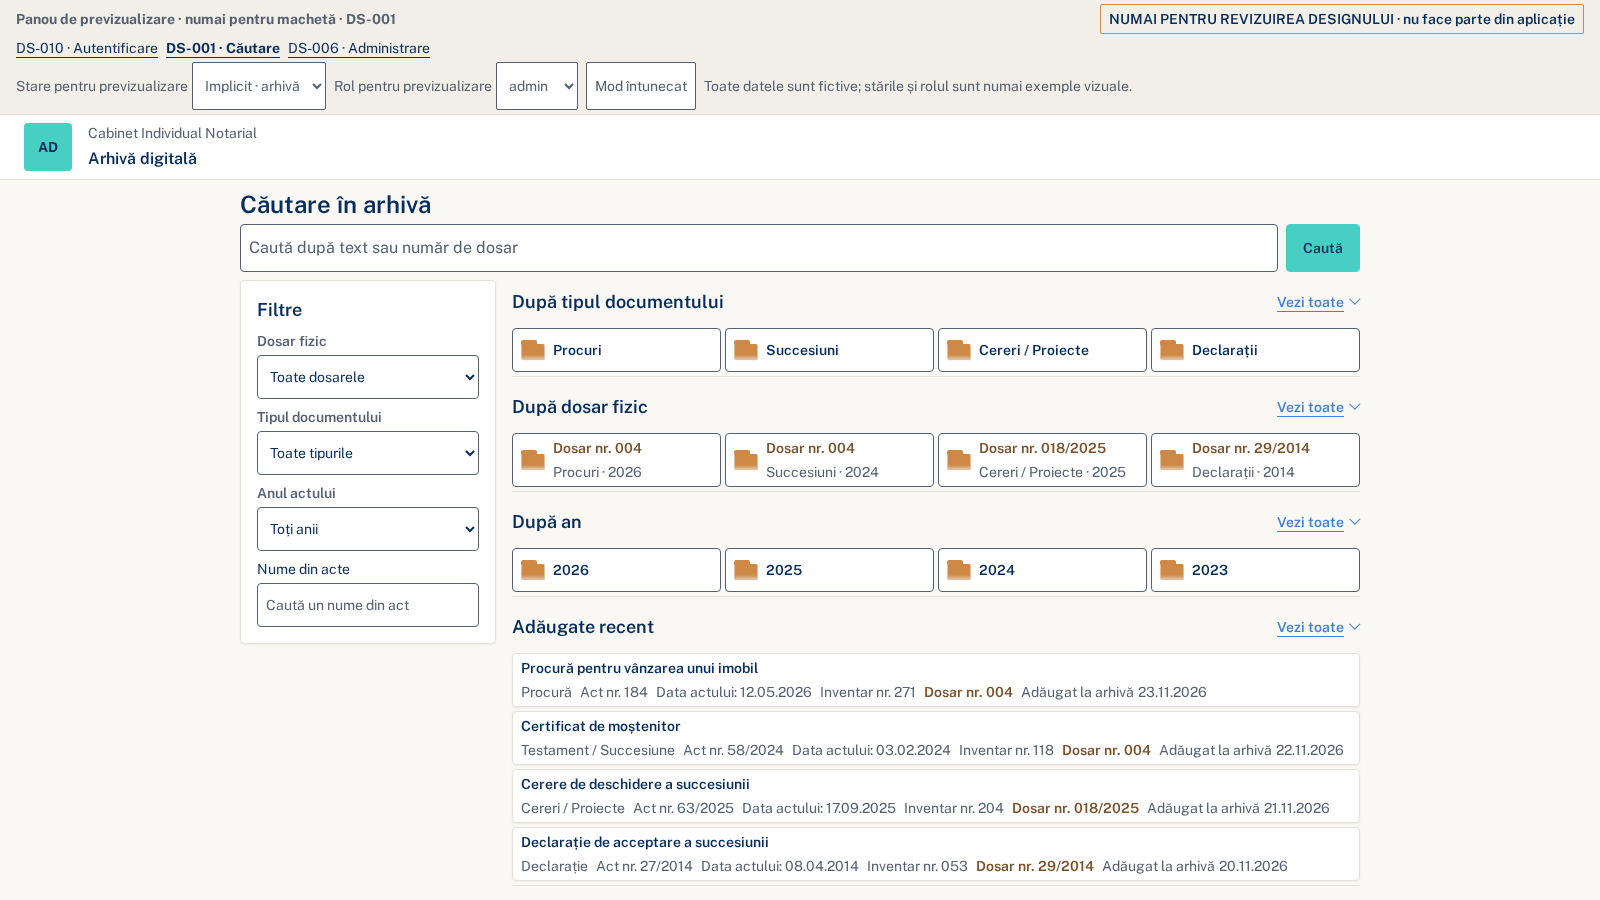 Panou de previzualizare · numai pentru machetă · DS-001
NUMAI PENTRU REVIZUIREA DESIGNULUI · nu face parte din aplicație
DS-010 · Autentificare DS-001 · Căutare DS-006 · Administrare
Stare pentru previzualizare Implicit · arhivă Rol pentru previzualizare admin Mod întunecat Toate datele sunt fictive; stările și rolul sunt numai exemple vizuale.
AD
Cabinet Individual Notarial
Arhivă digitală
Căutare în arhivă
Caută după text sau număr de dosar
Caută
Filtre
Dosar fizic
Toate dosarele
Tipul documentului
Toate tipurile
Anul actului
Toți anii
Nume din acte
Caută un nume din act
După tipul documentului
Vezi toate
Procuri
Succesiuni
Cereri / Proiecte
Declarații
După dosar fizic
Vezi toate
Dosar nr. 004
Procuri · 2026
Dosar nr. 004
Succesiuni · 2024
Dosar nr. 018/2025
Cereri / Proiecte · 2025
Dosar nr. 29/2014
Declarații · 2014
După an
Vezi toate
2026
2025
2024
2023
Adăugate recent
Vezi toate
Procură pentru vânzarea unui imobil
Procură Act nr. 184 Data actului: 12.05.2026 Inventar nr. 271 Dosar nr. 004 Adăugat la arhivă 23.11.2026
Certificat de moștenitor
Testament / Succesiune Act nr. 58/2024 Data actului: 03.02.2024 Inventar nr. 118 Dosar nr. 004 Adăugat la arhivă 22.11.2026
Cerere de deschidere a succesiunii
Cereri / Proiecte Act nr. 63/2025 Data actului: 17.09.2025 Inventar nr. 204 Dosar nr. 018/2025 Adăugat la arhivă 21.11.2026
Declarație de acceptare a succesiunii
Declarație Act nr. 27/2014 Data actului: 08.04.2014 Inventar nr. 053 Dosar nr. 29/2014 Adăugat la arhivă 20.11.2026